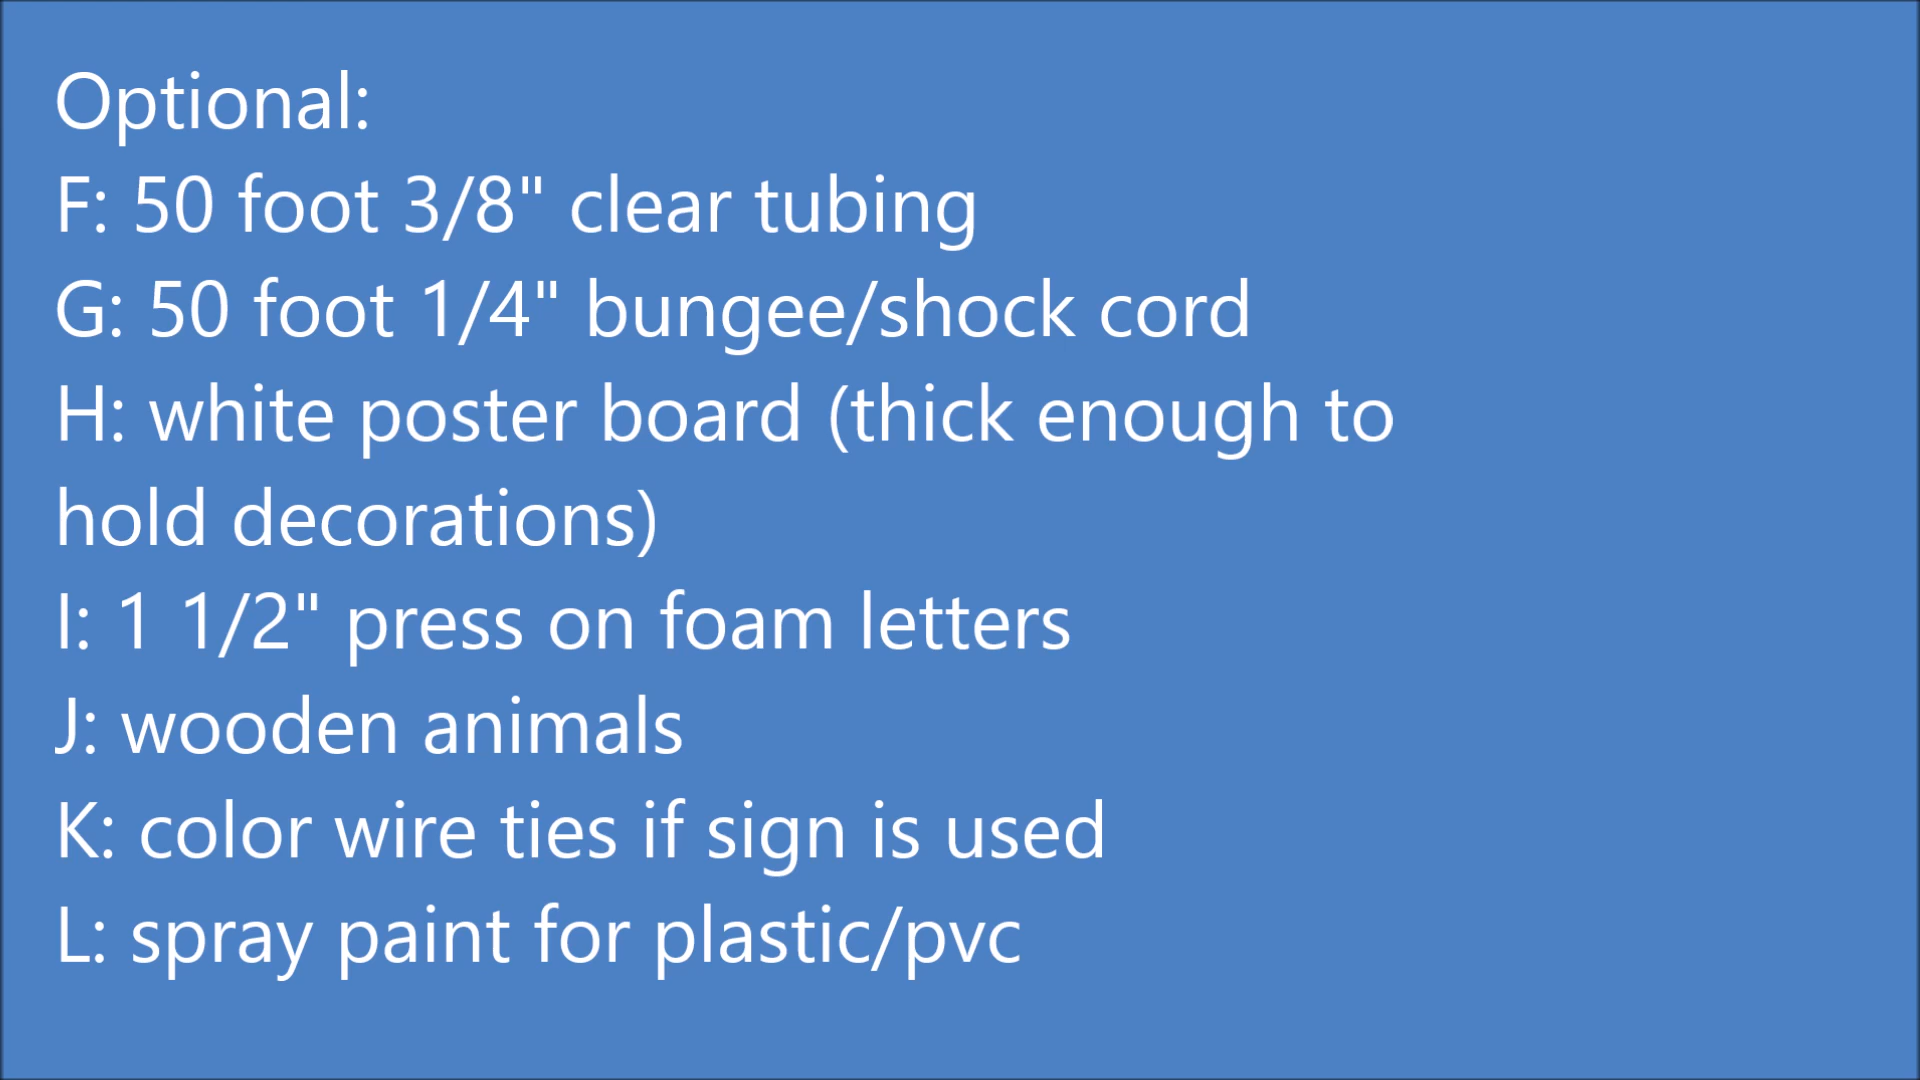 Optional:
F: 50 foot 3/8" clear tubing
G: 50 foot 1/4" bungee/shock cord
H: white poster board (thick enough to
hold decorations)
I: 1 1/2" press on foam letters
J: wooden animals
K: color wire ties if sign is used
L: spray paint for plastic/pvc